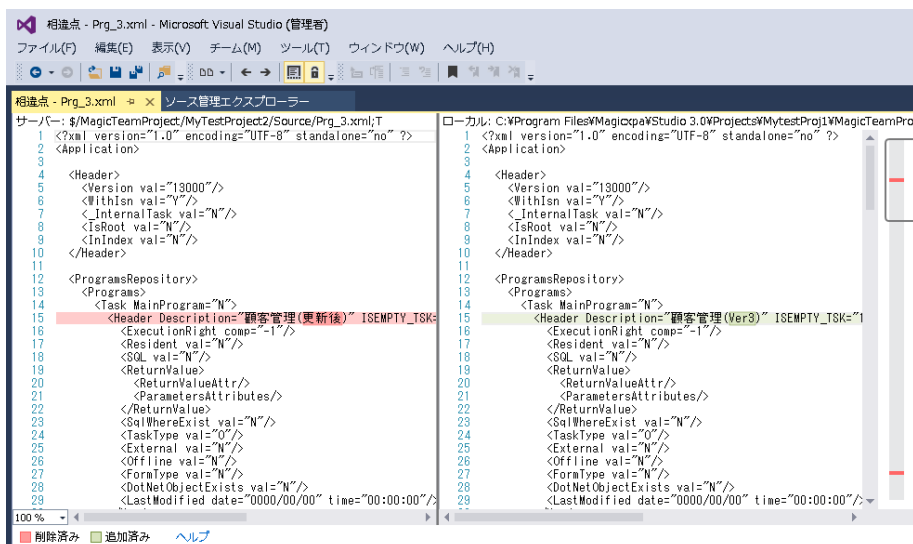 相違点 - Prg_3.xml - Microsoft Visual Studio (管理者)
ファイル(F) 編集(E) 表示(V) チーム(M) ツール(T) ウィンドウ(W) ヘルプ(H)
相違点 - Prg_3.xml ソース管理エクスプローラー
サーバー: $/MagicTeamProject/MyTestProject2/Source/Prg_3.xml;T
1 <?xml version="1.0" encoding="UTF-8" standalone="no" ?>
2 <Application>
3
4 <Header>
5 <Version val="13000"/>
6 <WithIsn val="Y"/>
7 <_InternalTask val="N"/>
8 <IsRoot val="N"/>
9 <InIndex val="N"/>
10 </Header>
11
12 <ProgramsRepository>
13 <Programs>
14 <Task MainProgram="N">
15 <Header Description="顧客管理(更新後)" ISEMPTY_TSK=
16 <ExecutionRight comp="-1"/>
17 <Resident val="N"/>
18 <SQL val="N"/>
19 <ReturnValue>
20 <ReturnValueAttr/>
21 <ParametersAttributes/>
22 </ReturnValue>
23 <SqlWhereExist val="N"/>
24 <TaskType val="O"/>
25 <External val="N"/>
26 <Offline val="N"/>
27 <FormType val="N"/>
28 <DotNetObjectExists val="N"/>
29 <LastModified date="0000/00/00" time="00:00:00"/>
ローカル: C:¥Program Files¥Magicxpa¥Studio 3.0¥Projects¥MytestProj1¥MagicTeamPro
1 <?xml version="1.0" encoding="UTF-8" standalone="no" ?>
2 <Application>
3
4 <Header>
5 <Version val="13000"/>
6 <WithIsn val="Y"/>
7 <_InternalTask val="N"/>
8 <IsRoot val="N"/>
9 <InIndex val="N"/>
10 </Header>
11
12 <ProgramsRepository>
13 <Programs>
14 <Task MainProgram="N">
15 <Header Description="顧客管理(Ver3)" ISEMPTY_TSK="1
16 <ExecutionRight comp="-1"/>
17 <Resident val="N"/>
18 <SQL val="N"/>
19 <ReturnValue>
20 <ReturnValueAttr/>
21 <ParametersAttributes/>
22 </ReturnValue>
23 <SqlWhereExist val="N"/>
24 <TaskType val="O"/>
25 <External val="N"/>
26 <Offline val="N"/>
27 <FormType val="N"/>
28 <DotNetObjectExists val="N"/>
29 <LastModified date="0000/00/00" time="00:00:00"/>
100 %
削除済み 追加済み ヘルプ